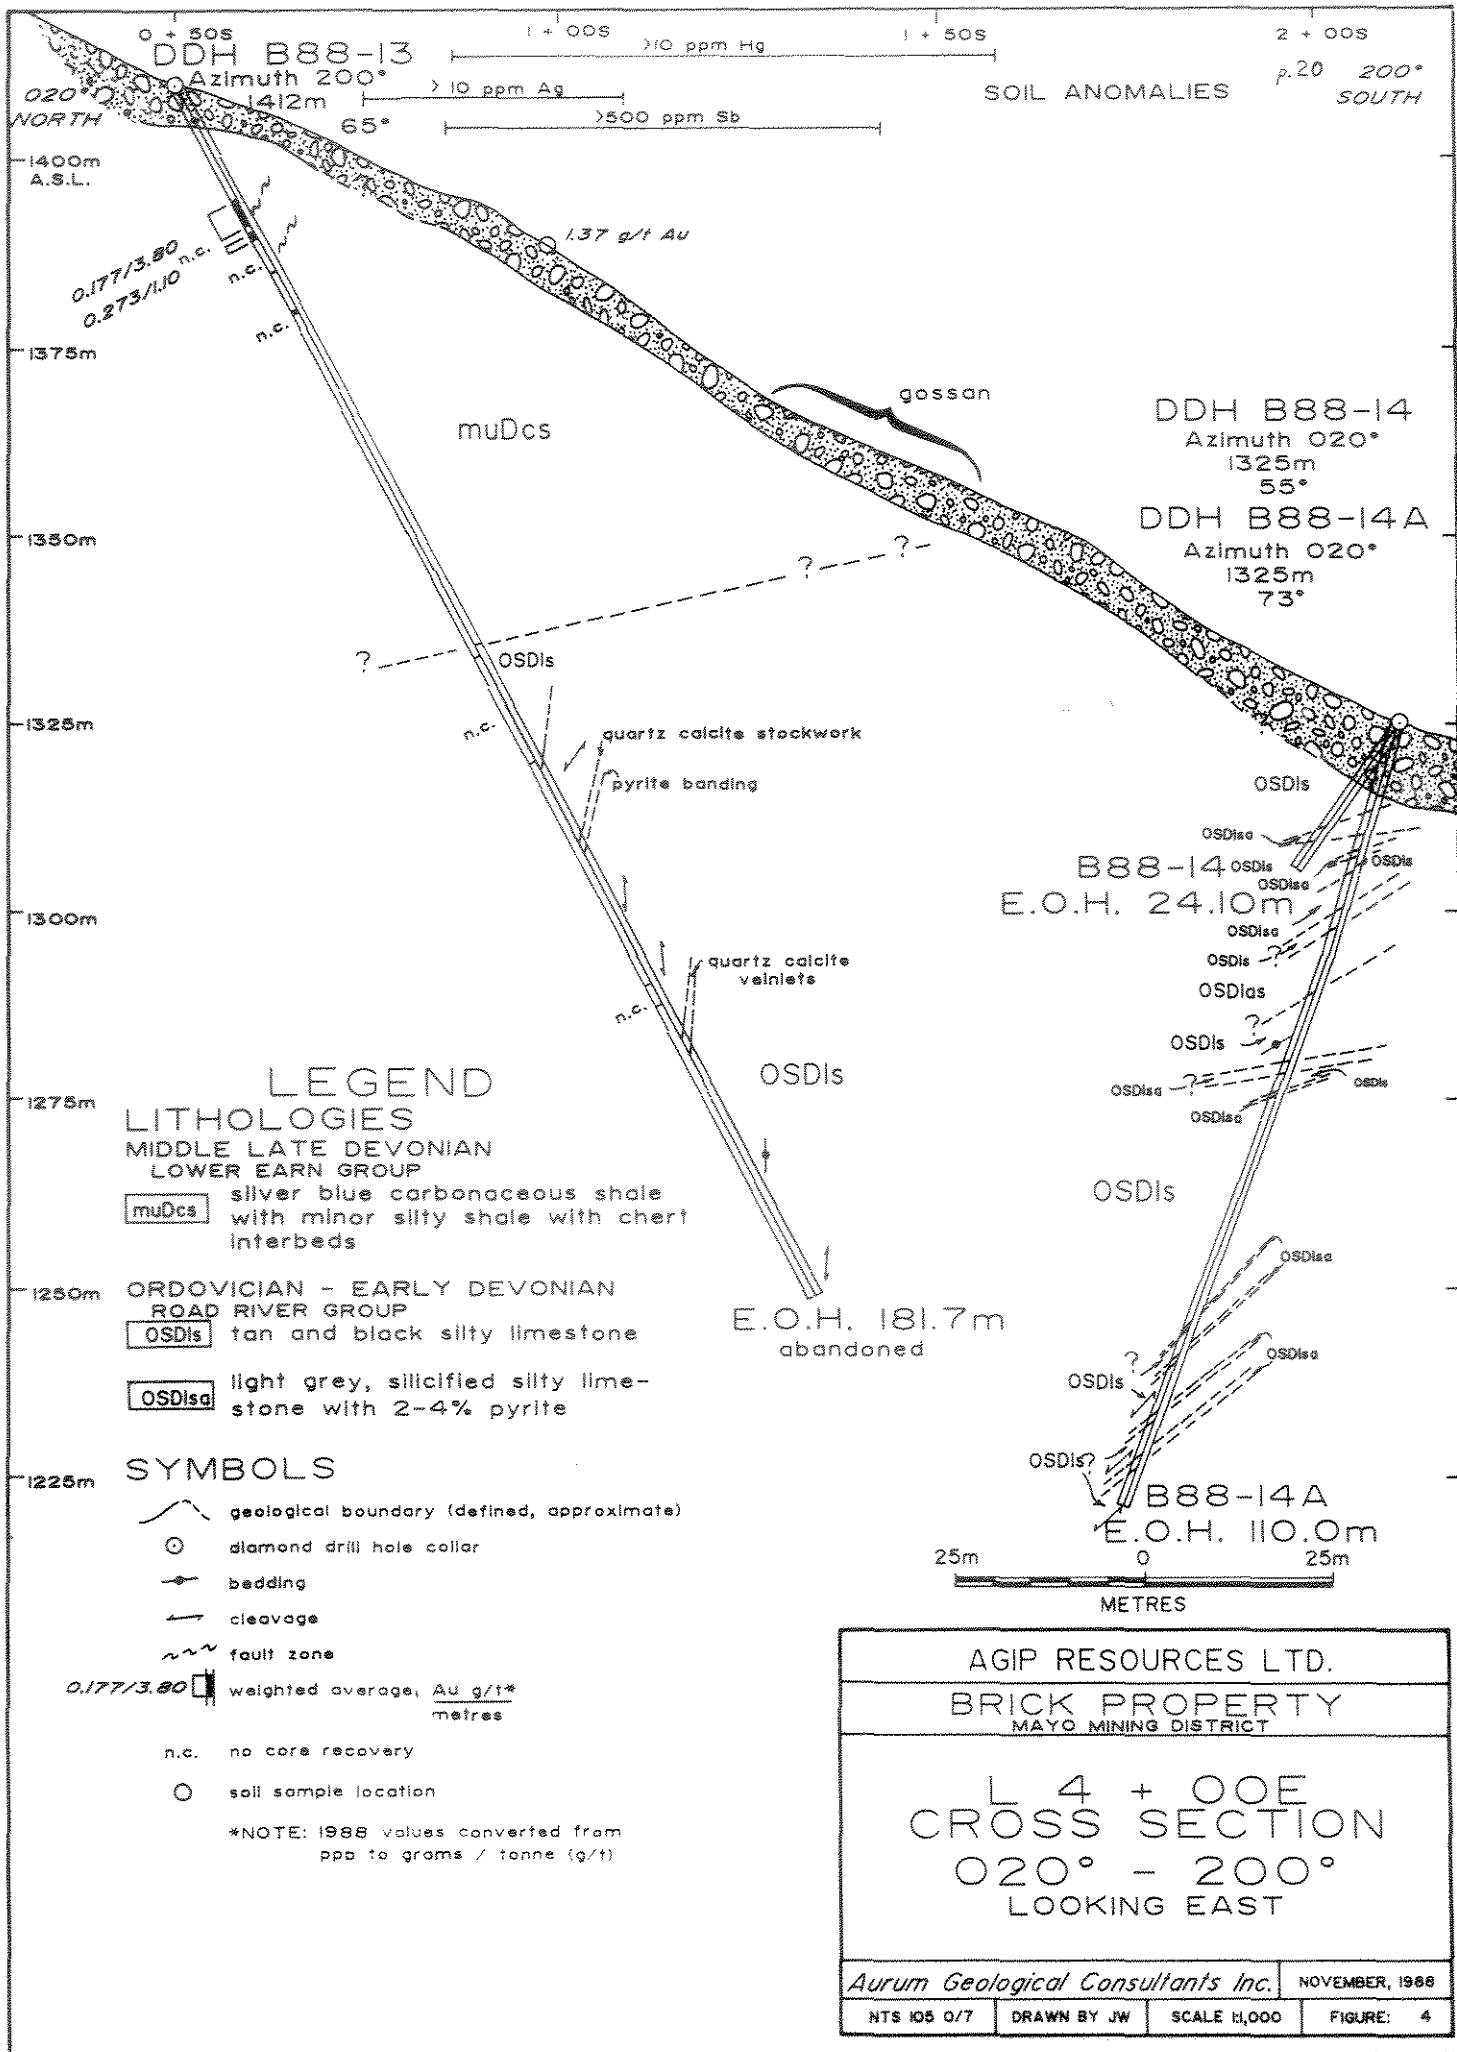 0 + 50S
1 + 00S
1 + 50S
2 + 00S
DDH B88-13
Azimuth 200°
1412m
65°
>10 ppm Hg
> 10 ppm Ag
>500 ppm Sb
SOIL ANOMALIES
p.20
200°
SOUTH
020°
NORTH
1400m
A.S.L.
1.37 g/t Au
n.c.
0.177/3.80
0.273/1.10
n.c.
n.c.
1375m
gossan
muDcs
DDH B88-14
Azimuth 020°
1325m
55°
DDH B88-14A
Azimuth 020°
1325m
73°
1350m
?
?
?
OSDls
1325m
n.c.
quartz calcite stockwork
pyrite banding
OSDls
OSDlsa
B88-14
OSDls
OSDls
OSDlsa
E.O.H. 24.10m
1300m
OSDlsa
quartz calcite
veinlets
OSDls
?
OSDlas
n.c.
?
OSDls
OSDls
1275m
OSDlsa
?
OSDls
OSDlsa
OSDls
LEGEND
LITHOLOGIES
MIDDLE LATE DEVONIAN
LOWER EARN GROUP
muDcs
silver blue carbonaceous shale
with minor silty shale with chert
interbeds
1250m
ORDOVICIAN - EARLY DEVONIAN
ROAD RIVER GROUP
OSDls
tan and black silty limestone
OSDlsa
light grey, silicified silty lime-
stone with 2-4% pyrite
E.O.H. 181.7m
abandoned
OSDlsa
OSDlsa
?
OSDls
OSDls?
B88-14A
E.O.H. 110.0m
1225m
SYMBOLS
geological boundary (defined, approximate)
diamond drill hole collar
bedding
cleavage
fault zone
0.177/3.80
weighted average, Au g/t*
metres
n.c.
no core recovery
soil sample location
*NOTE: 1988 values converted from
ppb to grams / tonne (g/t)
25m
0
25m
METRES
AGIP RESOURCES LTD.
BRICK PROPERTY
MAYO MINING DISTRICT
L 4 + 00E
CROSS SECTION
020° - 200°
LOOKING EAST
Aurum Geological Consultants Inc.
NOVEMBER, 1988
NTS 105 O/7
DRAWN BY JW
SCALE 1:1,000
FIGURE: 4